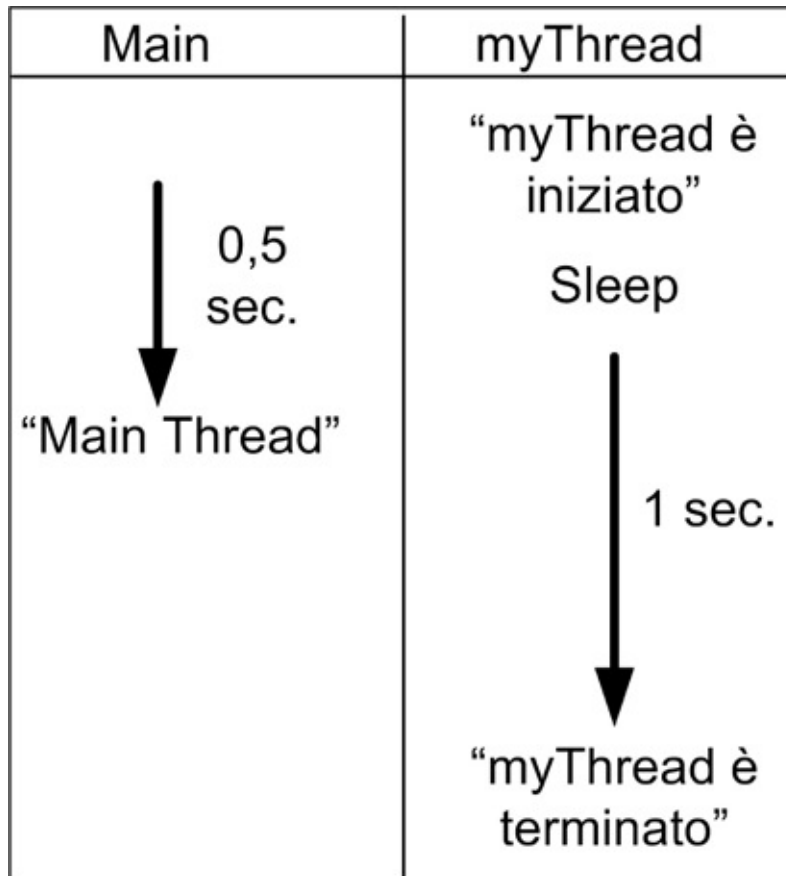 Main
myThread
“myThread è
iniziato”
0,5
sec.
Sleep
“Main Thread”
1 sec.
“myThread è
terminato”